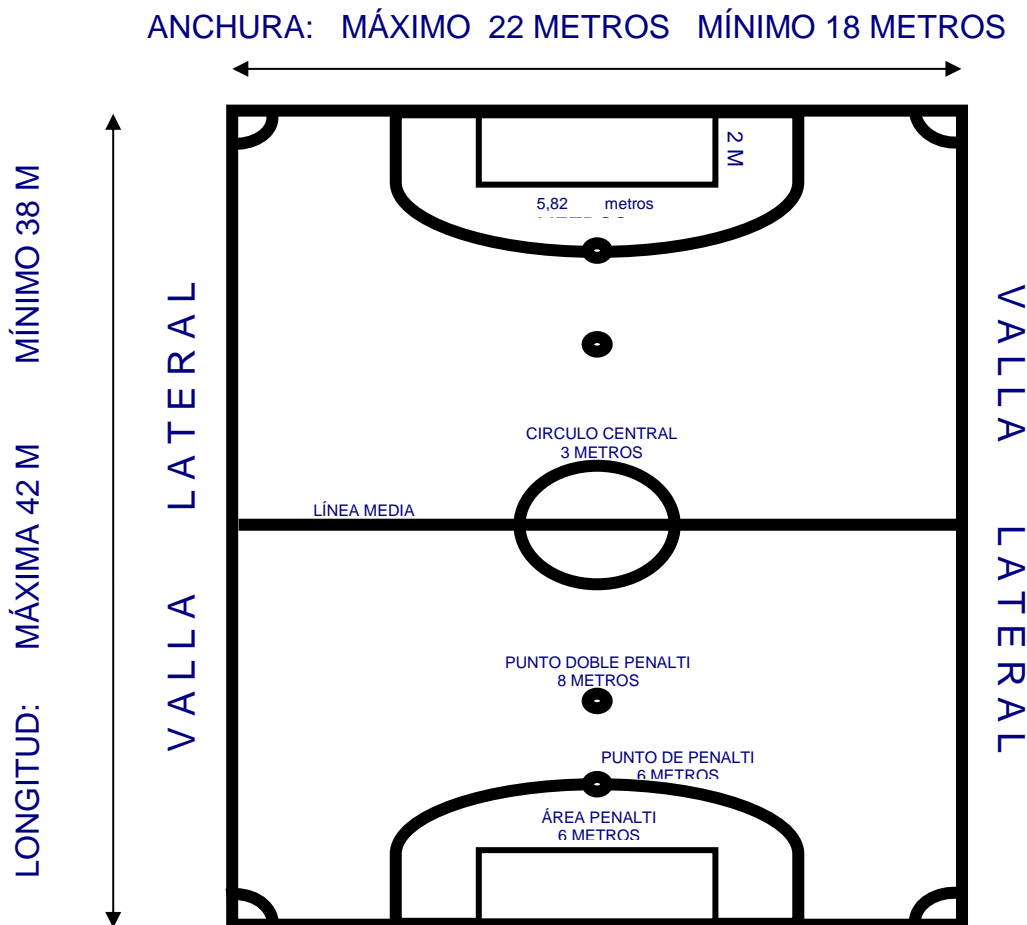 ANCHURA: MÁXIMO 22 METROS MÍNIMO 18 METROS
LONGITUD: MÁXIMA 42 M MÍNIMO 38 M
VALLA LATERAL
2 M
5,82 metros
METROS
CIRCULO CENTRAL
3 METROS
LÍNEA MEDIA
PUNTO DOBLE PENALTI
8 METROS
PUNTO DE PENALTI
6 METROS
ÁREA PENALTI
6 METROS
VALLA LATERAL